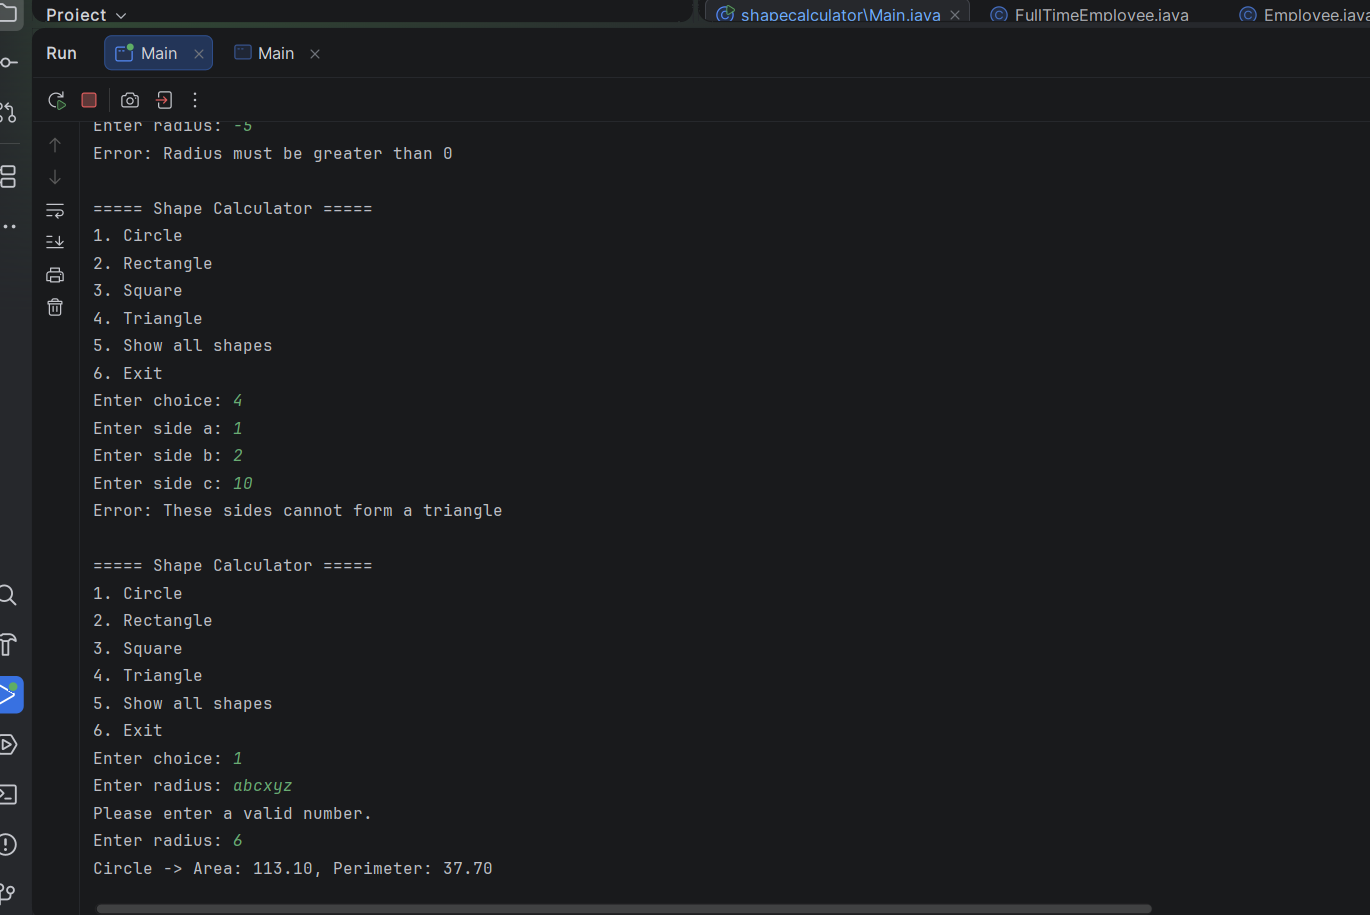 Project
shapecalculator\Main.java
FullTimeEmployee.java
Employee.java
Run
Main
Main
Enter radius: -5
Error: Radius must be greater than 0
===== Shape Calculator =====
1. Circle
2. Rectangle
3. Square
4. Triangle
5. Show all shapes
6. Exit
Enter choice: 4
Enter side a: 1
Enter side b: 2
Enter side c: 10
Error: These sides cannot form a triangle
===== Shape Calculator =====
1. Circle
2. Rectangle
3. Square
4. Triangle
5. Show all shapes
6. Exit
Enter choice: 1
Enter radius: abcxyz
Please enter a valid number.
Enter radius: 6
Circle -> Area: 113.10, Perimeter: 37.70